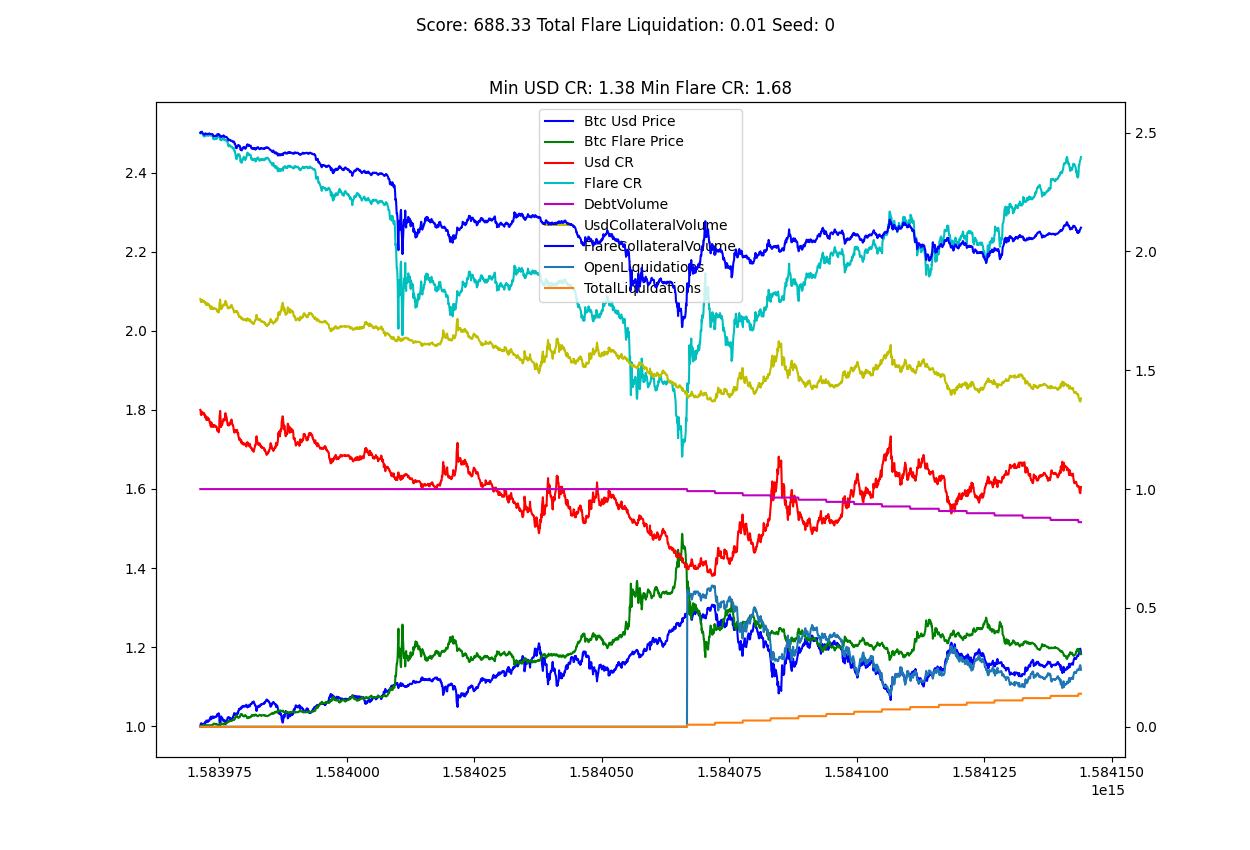 Score: 688.33 Total Flare Liquidation: 0.01 Seed: 0
Min USD CR: 1.38 Min Flare CR: 1.68
Btc Usd Price
Btc Flare Price
Usd CR
Flare CR
DebtVolume
UsdCollateralVolume
FlareCollateralVolume
OpenLiquidations
TotalLiquidations
2.4
2.2
2.0
1.8
1.6
1.4
1.2
1.0
2.5
2.0
1.5
1.0
0.5
0.0
1.583975 1.584000 1.584025 1.584050 1.584075 1.584100 1.584125 1.584150
1e15